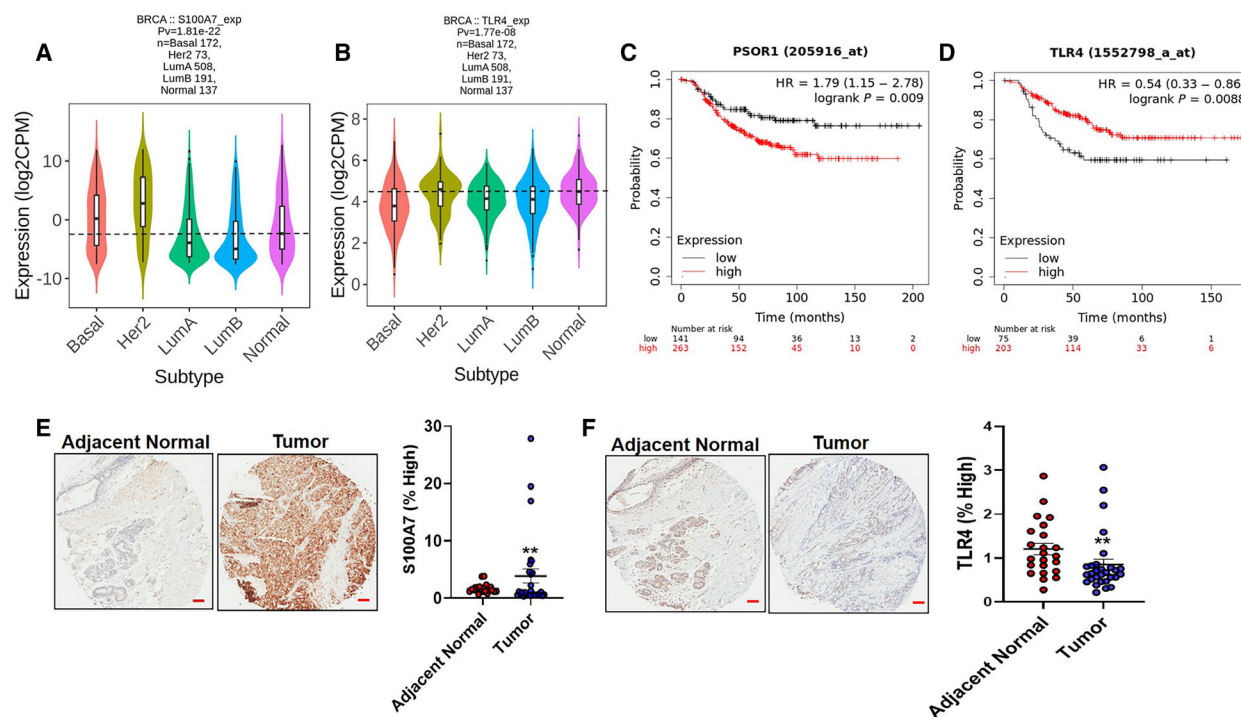 A
BRCA :: S100A7_exp
Pv=1.81e-22
n=Basal 172,
Her2 73,
LumA 508,
LumB 191,
Normal 137
Expression (log2CPM)
10
0
-10
Basal
Her2
LumA
LumB
Normal
Subtype
B
BRCA :: TLR4_exp
Pv=1.77e-08
n=Basal 172,
Her2 73,
LumA 508,
LumB 191,
Normal 137
Expression (log2CPM)
8
6
4
2
0
Basal
Her2
LumA
LumB
Normal
Subtype
C
PSOR1 (205916_at)
HR = 1.79 (1.15 − 2.78)
logrank P = 0.009
Probability
1.0
0.8
0.6
0.4
0.2
0.0
Expression
low
high
0 50 100 150 200
Time (months)
Number at risk
low 141 94 36 13 2
high 263 152 45 10 0
D
TLR4 (1552798_a_at)
HR = 0.54 (0.33 − 0.86
logrank P = 0.0088
Probability
1.0
0.8
0.6
0.4
0.2
0.0
Expression
low
high
0 50 100 150
Time (months)
Number at risk
low 75 39 6 1
high 203 114 33 6
E
Adjacent Normal
Tumor
S100A7 (% High)
30
20
10
0
**
Adjacent Normal
Tumor
F
Adjacent Normal
Tumor
TLR4 (% High)
4
3
2
1
0
**
Adjacent Normal
Tumor